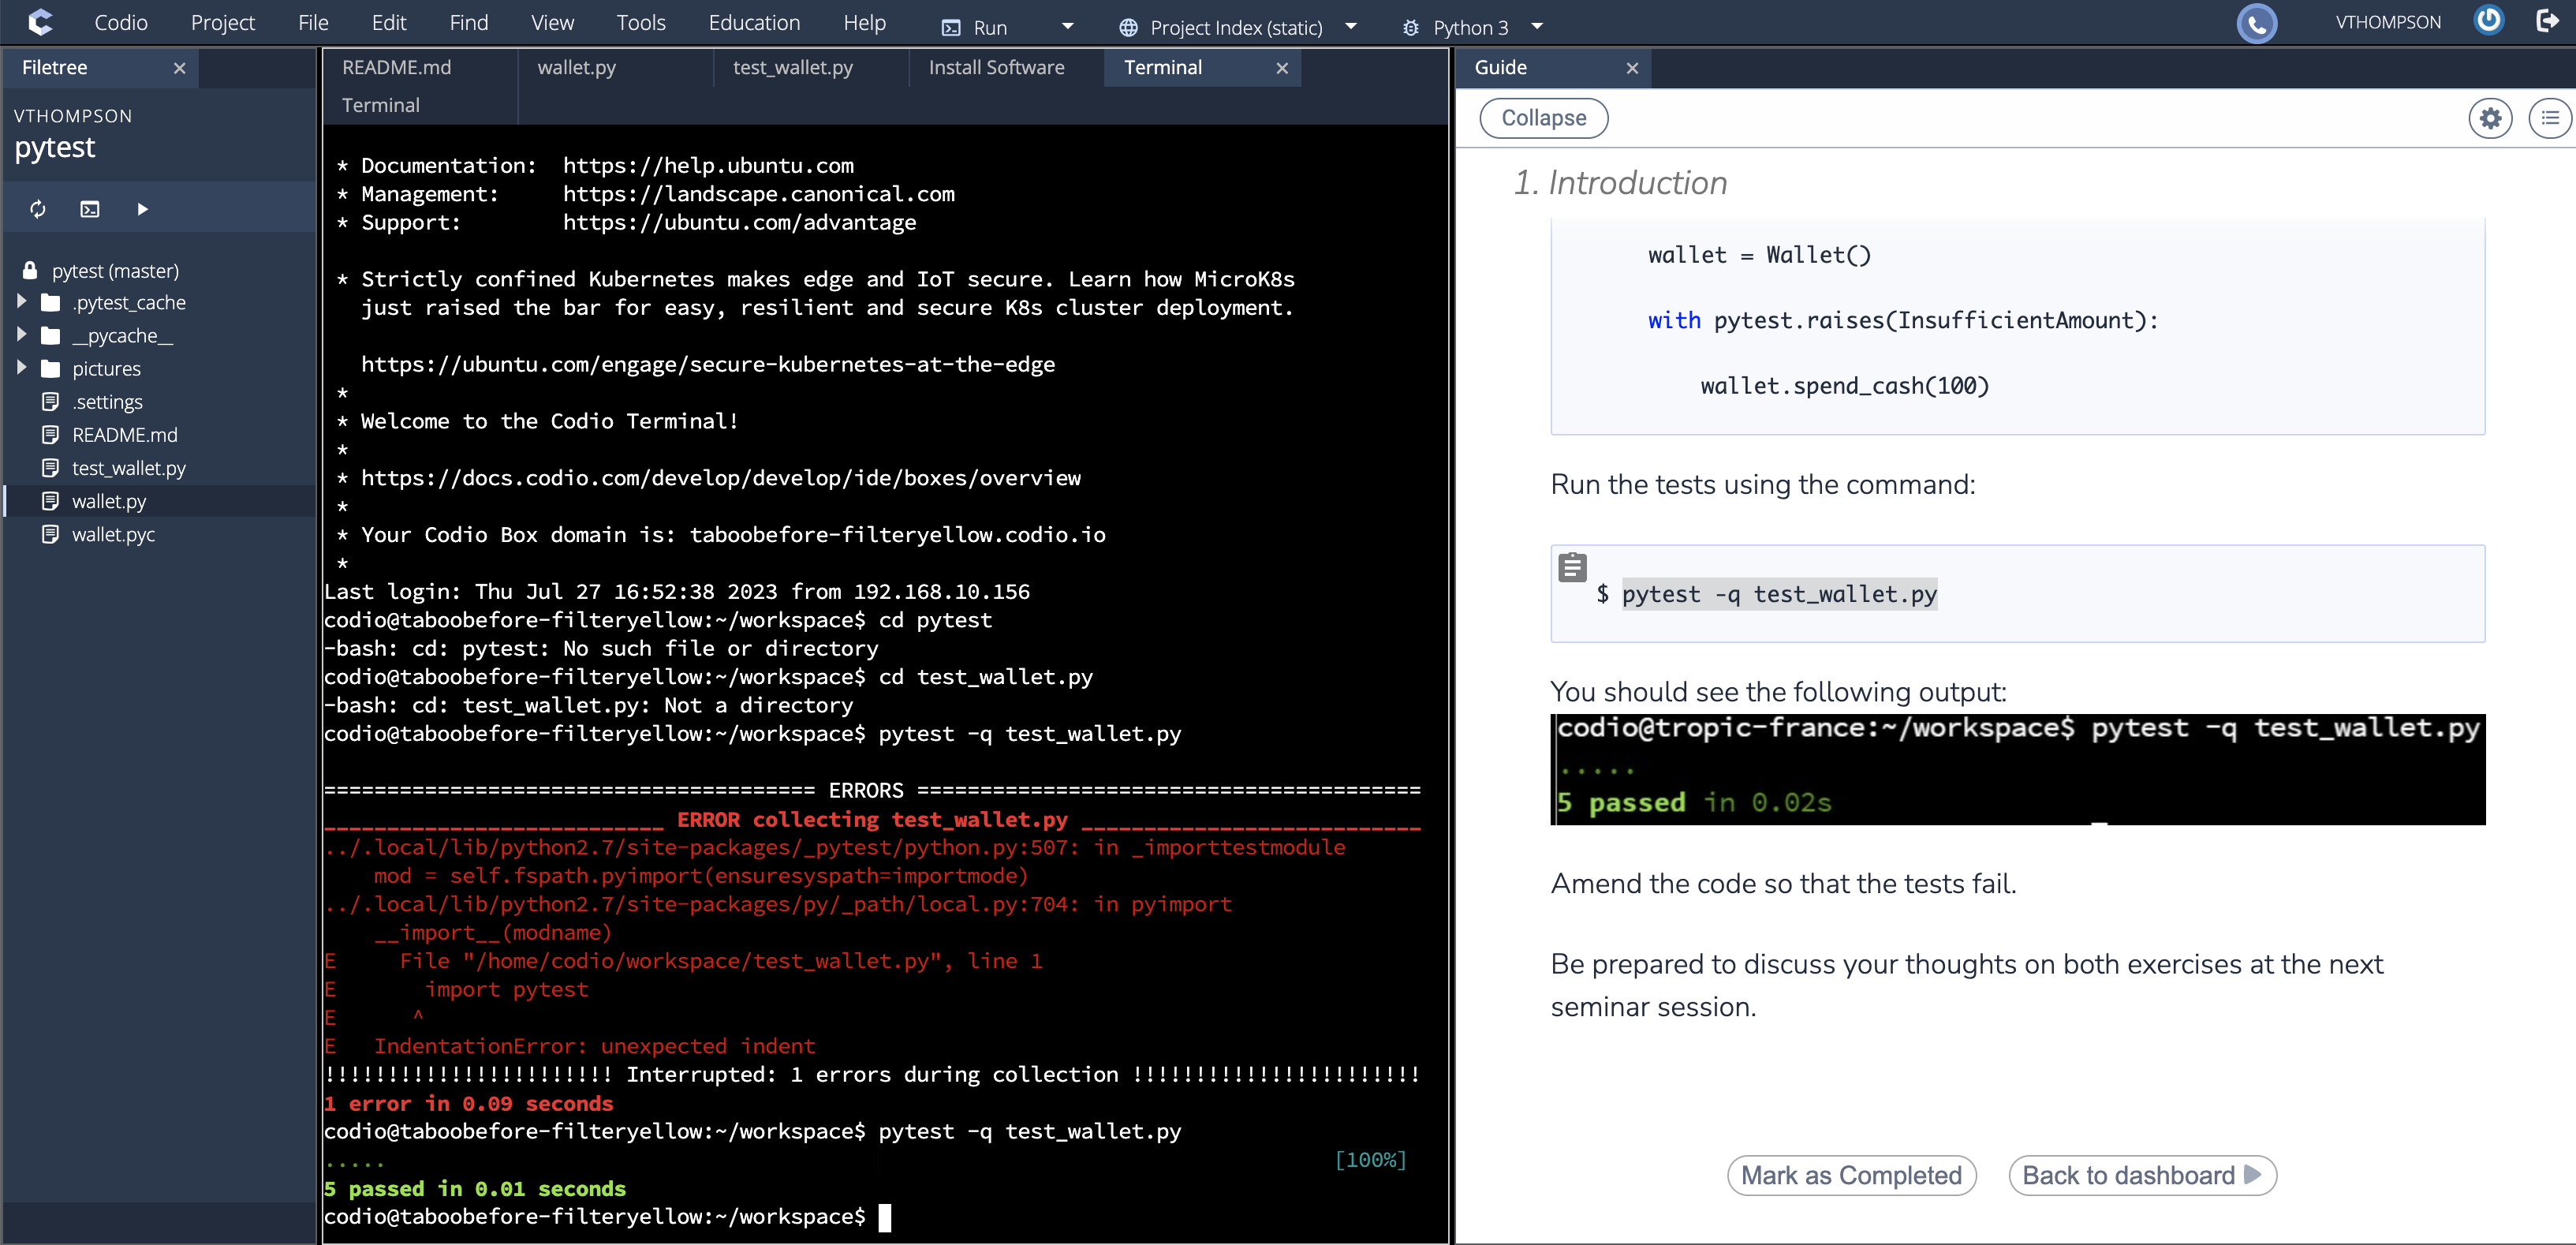 Codio Project File Edit Find View Tools Education Help Run Project Index (static) Python 3 VTHOMPSON
Filetree
VTHOMPSON
pytest
pytest (master)
.pytest_cache
__pycache__
pictures
.settings
README.md
test_wallet.py
wallet.py
wallet.pyc
README.md wallet.py test_wallet.py Install Software Terminal
Terminal
* Documentation:  https://help.ubuntu.com
* Management:     https://landscape.canonical.com
* Support:        https://ubuntu.com/advantage
* Strictly confined Kubernetes makes edge and IoT secure. Learn how MicroK8s
just raised the bar for easy, resilient and secure K8s cluster deployment.
https://ubuntu.com/engage/secure-kubernetes-at-the-edge
*
* Welcome to the Codio Terminal!
*
* https://docs.codio.com/develop/develop/ide/boxes/overview
*
* Your Codio Box domain is: taboobefore-filteryellow.codio.io
*
Last login: Thu Jul 27 16:52:38 2023 from 192.168.10.156
codio@taboobefore-filteryellow:~/workspace$ cd pytest
-bash: cd: pytest: No such file or directory
codio@taboobefore-filteryellow:~/workspace$ cd test_wallet.py
-bash: cd: test_wallet.py: Not a directory
codio@taboobefore-filteryellow:~/workspace$ pytest -q test_wallet.py
======================================= ERRORS ========================================
___________________________ ERROR collecting test_wallet.py ___________________________
../.local/lib/python2.7/site-packages/_pytest/python.py:507: in _importtestmodule
    mod = self.fspath.pyimport(ensuresyspath=importmode)
../.local/lib/python2.7/site-packages/py/_path/local.py:704: in pyimport
    __import__(modname)
E     File "/home/codio/workspace/test_wallet.py", line 1
E       import pytest
E      ^
E   IndentationError: unexpected indent
!!!!!!!!!!!!!!!!!!!!!!! Interrupted: 1 errors during collection !!!!!!!!!!!!!!!!!!!!!!!
1 error in 0.09 seconds
codio@taboobefore-filteryellow:~/workspace$ pytest -q test_wallet.py
..... [100%]
5 passed in 0.01 seconds
codio@taboobefore-filteryellow:~/workspace$
Guide
Collapse
1. Introduction
wallet = Wallet()
with pytest.raises(InsufficientAmount):
wallet.spend_cash(100)
Run the tests using the command:
$ pytest -q test_wallet.py
You should see the following output:
codio@tropic-france:~/workspace$ pytest -q test_wallet.py
.....
5 passed in 0.02s
Amend the code so that the tests fail.
Be prepared to discuss your thoughts on both exercises at the next
seminar session.
Mark as Completed Back to dashboard